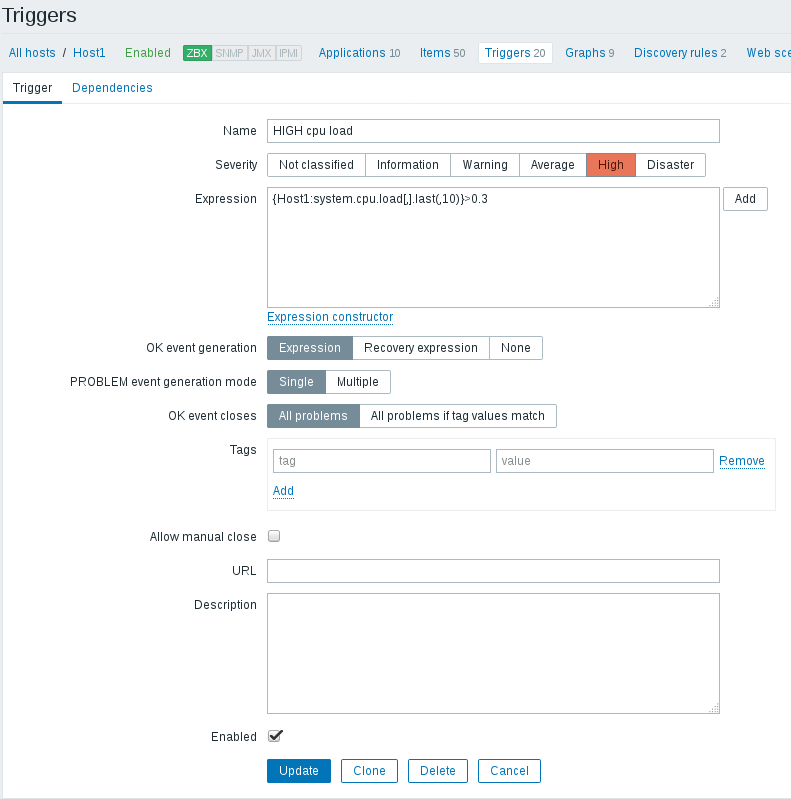 Triggers
All hosts / Host1 Enabled ZBX SNMP JMX IPMI Applications 10 Items 50 Triggers 20 Graphs 9 Discovery rules 2 Web sce
Trigger Dependencies
Name HIGH cpu load
Severity Not classified Information Warning Average High Disaster
Expression {Host1:system.cpu.load[,].last(,10)}>0.3 Add
Expression constructor
OK event generation Expression Recovery expression None
PROBLEM event generation mode Single Multiple
OK event closes All problems All problems if tag values match
Tags tag value Remove
Add
Allow manual close
URL
Description
Enabled
Update Clone Delete Cancel